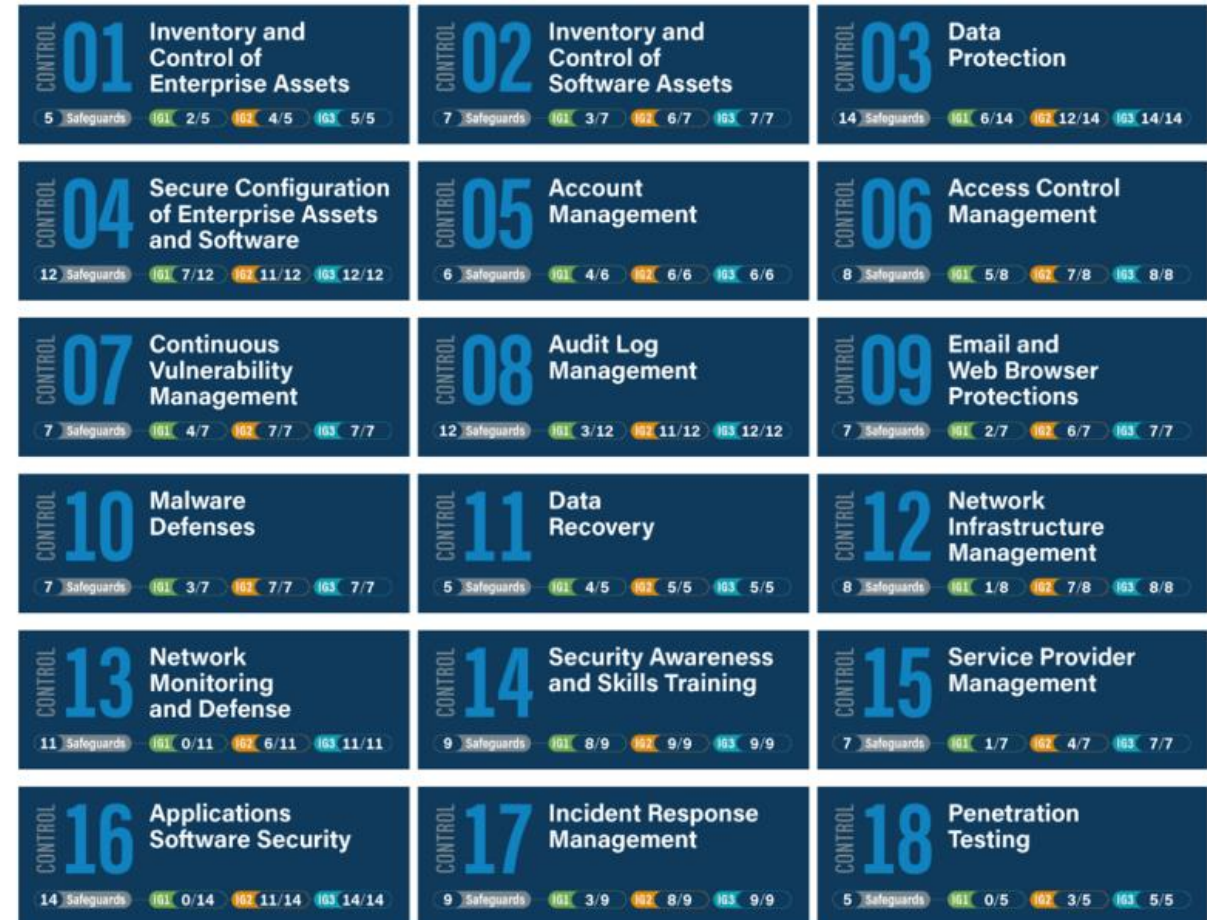 CONTROL
01
Inventory and
Control of
Enterprise Assets
5 Safeguards IG1 2/5 IG2 4/5 IG3 5/5
CONTROL
02
Inventory and
Control of
Software Assets
7 Safeguards IG1 3/7 IG2 6/7 IG3 7/7
CONTROL
03
Data
Protection
14 Safeguards IG1 6/14 IG2 12/14 IG3 14/14
CONTROL
04
Secure Configuration
of Enterprise Assets
and Software
12 Safeguards IG1 7/12 IG2 11/12 IG3 12/12
CONTROL
05
Account
Management
6 Safeguards IG1 4/6 IG2 6/6 IG3 6/6
CONTROL
06
Access Control
Management
8 Safeguards IG1 5/8 IG2 7/8 IG3 8/8
CONTROL
07
Continuous
Vulnerability
Management
7 Safeguards IG1 4/7 IG2 7/7 IG3 7/7
CONTROL
08
Audit Log
Management
12 Safeguards IG1 3/12 IG2 11/12 IG3 12/12
CONTROL
09
Email and
Web Browser
Protections
7 Safeguards IG1 2/7 IG2 6/7 IG3 7/7
CONTROL
10
Malware
Defenses
7 Safeguards IG1 3/7 IG2 7/7 IG3 7/7
CONTROL
11
Data
Recovery
5 Safeguards IG1 4/5 IG2 5/5 IG3 5/5
CONTROL
12
Network
Infrastructure
Management
8 Safeguards IG1 1/8 IG2 7/8 IG3 8/8
CONTROL
13
Network
Monitoring
and Defense
11 Safeguards IG1 0/11 IG2 6/11 IG3 11/11
CONTROL
14
Security Awareness
and Skills Training
9 Safeguards IG1 8/9 IG2 9/9 IG3 9/9
CONTROL
15
Service Provider
Management
7 Safeguards IG1 1/7 IG2 4/7 IG3 7/7
CONTROL
16
Applications
Software Security
14 Safeguards IG1 0/14 IG2 11/14 IG3 14/14
CONTROL
17
Incident Response
Management
9 Safeguards IG1 3/9 IG2 8/9 IG3 9/9
CONTROL
18
Penetration
Testing
5 Safeguards IG1 0/5 IG2 3/5 IG3 5/5